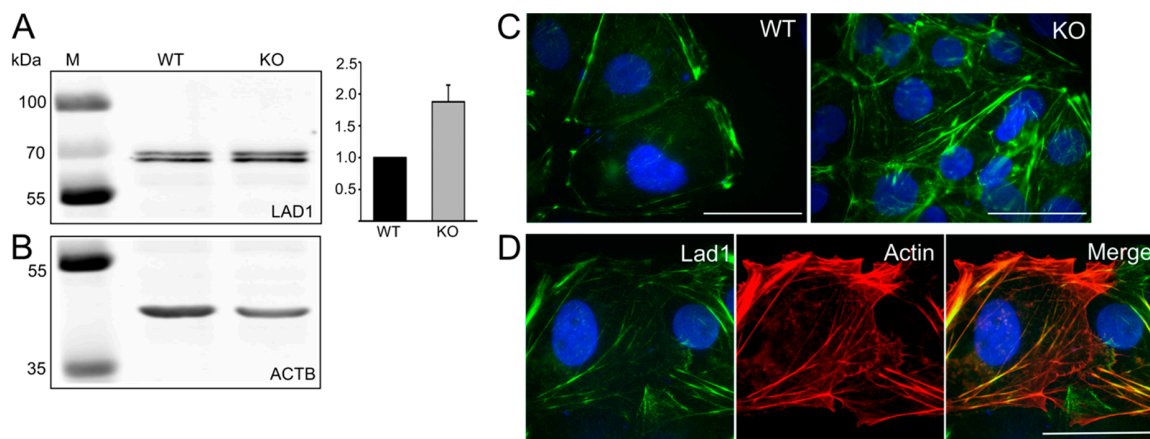 A
kDa M WT KO
100
70
55
LAD1
2.5
2.0
1.5
1.0
0.5
WT KO
B
55
35
ACTB
C
WT
KO
D
Lad1
Actin
Merge